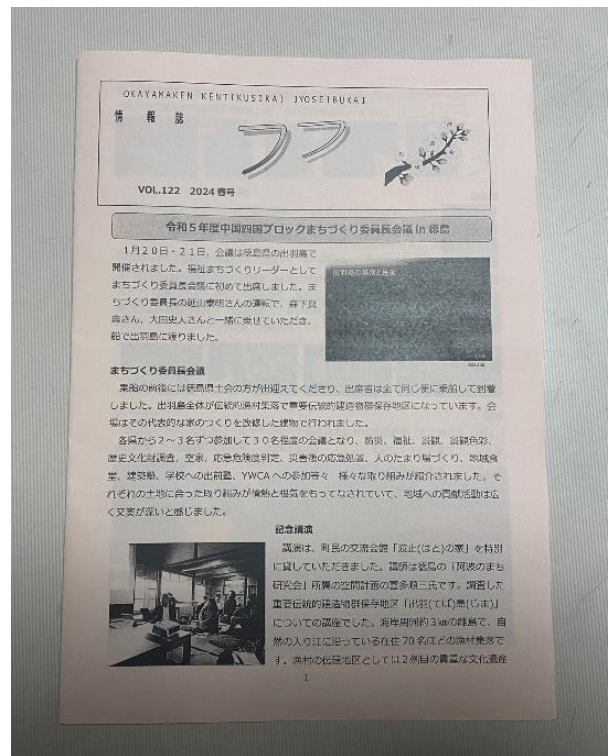 OKAYAMAKEN KENTIKUSIKAI JYOSEIBUKAI
情 報 誌
フフ
VOL.122 2024 春号
令和5年度中国四国ブロックまちづくり委員長会議 in 徳島
1月20日・21日、会議は徳島県の出羽島で
開催されました。福祉まちづくりリーダーとして
まちづくり委員長会議に初めて出席しました。ま
ちづくり委員長の延山泰明さんの運転で、森下真
さん、大田史人さんと一緒に乗せていただき、
船で出羽島に渡りました。
出羽島の集落と民家
まちづくり委員長会議
乗船の前後には徳島県士会の方が出迎えてくださり、出席者は全て同じ便に乗船して到着
しました。出羽島全体が伝統的漁村集落で重要伝統的建造物群保存地区になっています。会
場はその代表的な家のつくりを改修した建物で行われました。
各県から2~3名ずつ参加して30名程度の会議となり、防災、福祉、景観、景観色彩、
歴史文化財調査、空家、応急危険度判定、災害後の応急処置、人のたまり場づくり、地域食
堂、建築塾、学校への出前塾、YWCA への参加等々 様々な取り組みが紹介されました。そ
れぞれの土地に合った取り組みが情熱と根気をもってなされていて、地域への貢献活動は広
く又奥が深いと感じました。
記念講演
講演は、町民の交流会館「波止(はと)の家」を特別
に貸していただきました。講師は徳島の「阿波のまち
研究会」所属の空間計画の喜多順三氏です。調査した
重要伝統的建造物群保存地区「出羽(てば)島(じま)」
についての講座でした。海岸周囲約3㎞の離島で、自
然の入り江に沿っている在住70名ほどの漁村集落で
す。漁村の伝建地区としては2例目の貴重な文化遺産
1